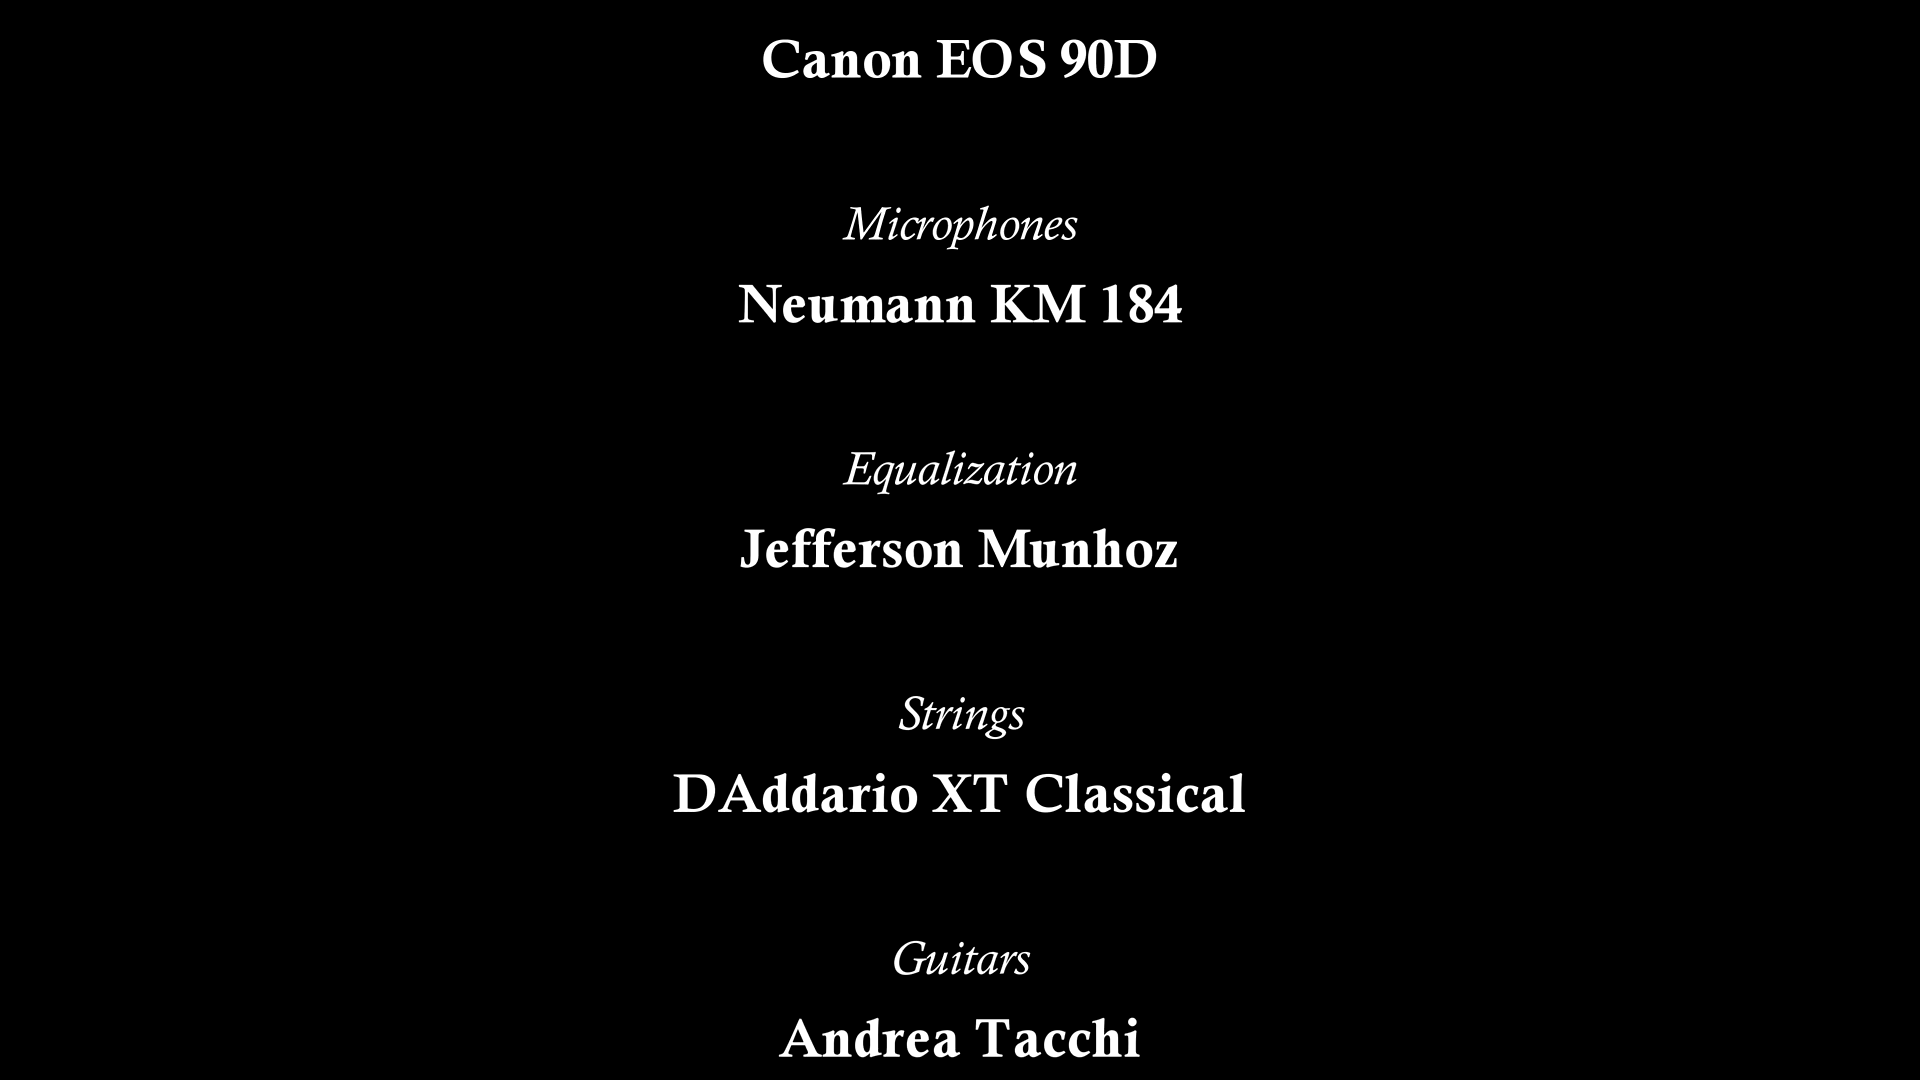 Canon EOS 90D
Microphones
Neumann KM 184
Equalization
Jefferson Munhoz
Strings
DAddario XT Classical
Guitars
Andrea Tacchi